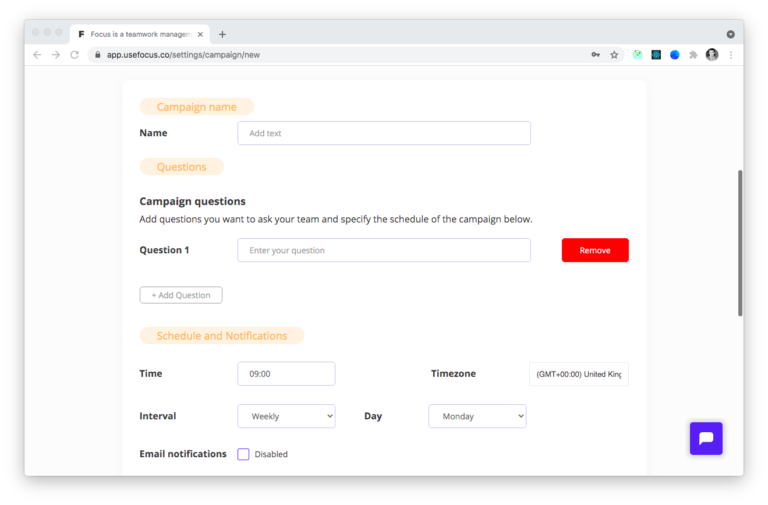 Focus is a teamwork managem
app.usefocus.co/settings/campaign/new
Campaign name
Name Add text
Questions
Campaign questions
Add questions you want to ask your team and specify the schedule of the campaign below.
Question 1 Enter your question Remove
+ Add Question
Schedule and Notifications
Time 09:00 Timezone (GMT+00:00) United King
Interval Weekly Day Monday
Email notifications Disabled